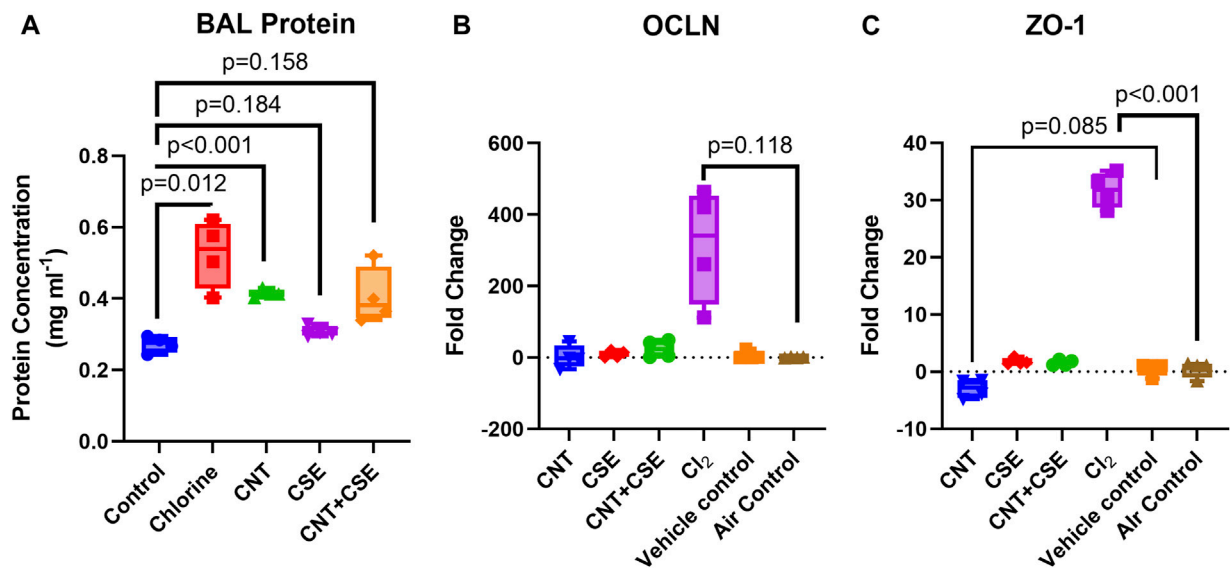 A
BAL Protein
p=0.158
p=0.184
p<0.001
p=0.012
Protein Concentration
(mg ml⁻¹)
0.8
0.6
0.4
0.2
0.0
Control
Chlorine
CNT
CSE
CNT+CSE
B
OCLN
p=0.118
Fold Change
600
400
200
0
-200
CNT
CSE
CNT+CSE
Cl₂
Vehicle control
Air Control
C
ZO-1
p<0.001
p=0.085
Fold Change
40
30
20
10
0
-10
CNT
CSE
CNT+CSE
Cl₂
Vehicle control
AIr Control